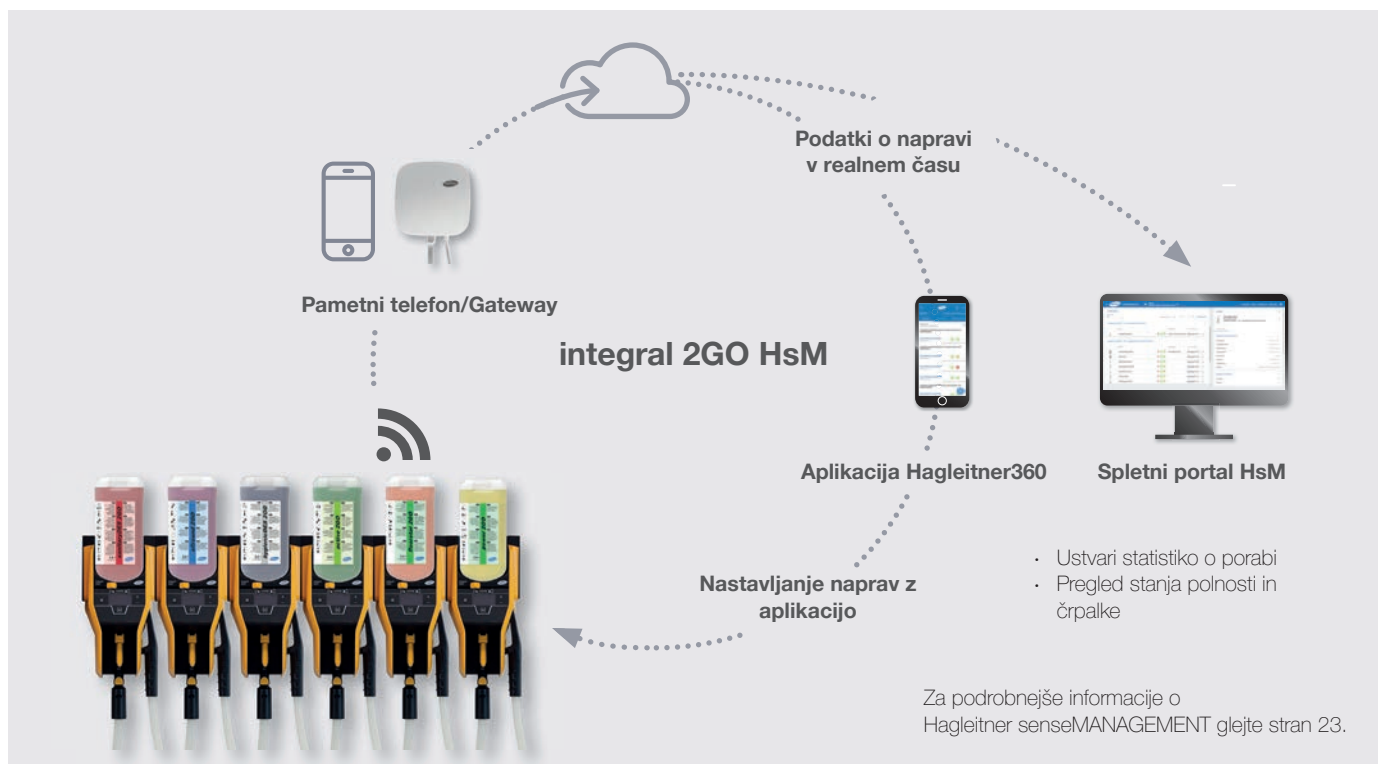 Podatki o napravi
v realnem času
Pametni telefon/Gateway
integral 2GO HsM
Aplikacija Hagleitner360
Spletni portal HsM
Nastavljanje naprav z
aplikacijo
· Ustvari statistiko o porabi
· Pregled stanja polnosti in
črpalke
Za podrobnejše informacije o
Hagleitner senseMANAGEMENT glejte stran 23.